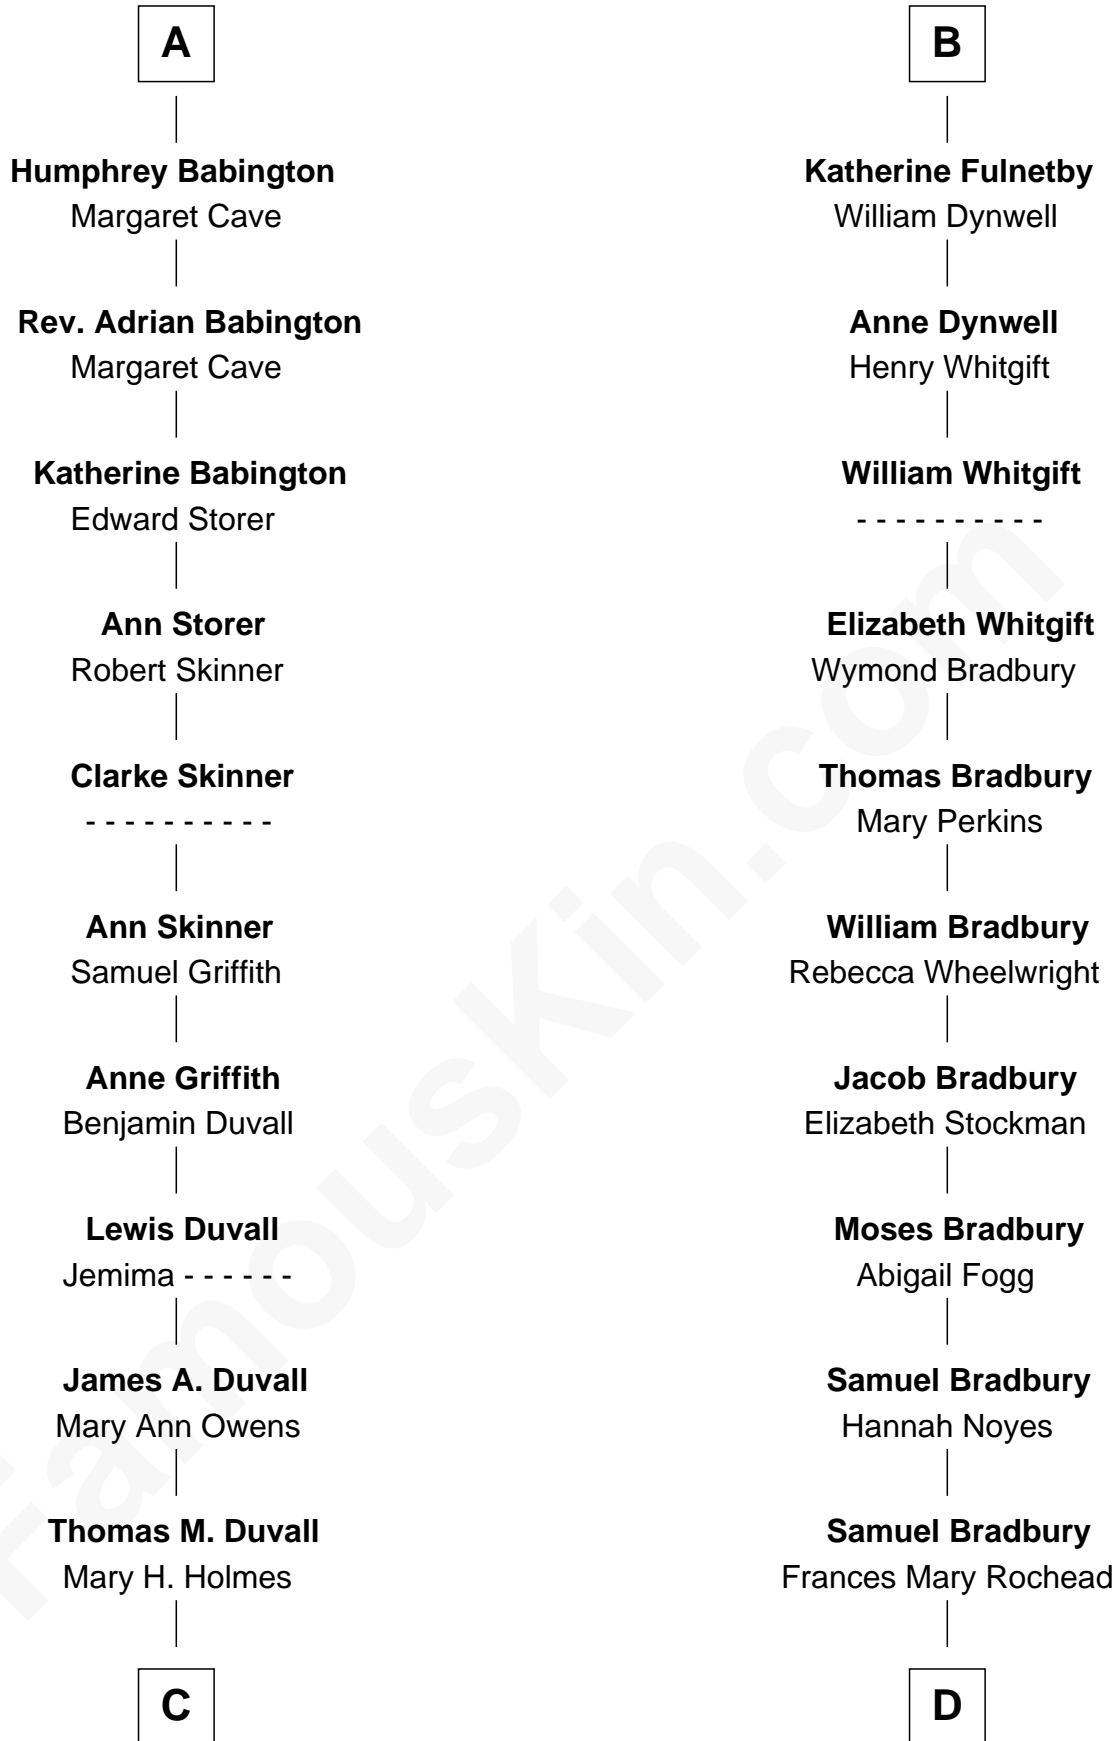 A
Humphrey Babington
Margaret Cave
Rev. Adrian Babington
Margaret Cave
Katherine Babington
Edward Storer
Ann Storer
Robert Skinner
Clarke Skinner
- - - - - - - - - -
Ann Skinner
Samuel Griffith
Anne Griffith
Benjamin Duvall
Lewis Duvall
Jemima - - - - - -
James A. Duvall
Mary Ann Owens
Thomas M. Duvall
Mary H. Holmes
C
B
Katherine Fulnetby
William Dynwell
Anne Dynwell
Henry Whitgift
William Whitgift
- - - - - - - - - -
Elizabeth Whitgift
Wymond Bradbury
Thomas Bradbury
Mary Perkins
William Bradbury
Rebecca Wheelwright
Jacob Bradbury
Elizabeth Stockman
Moses Bradbury
Abigail Fogg
Samuel Bradbury
Hannah Noyes
Samuel Bradbury
Frances Mary Rochead
D
FamousKin.com